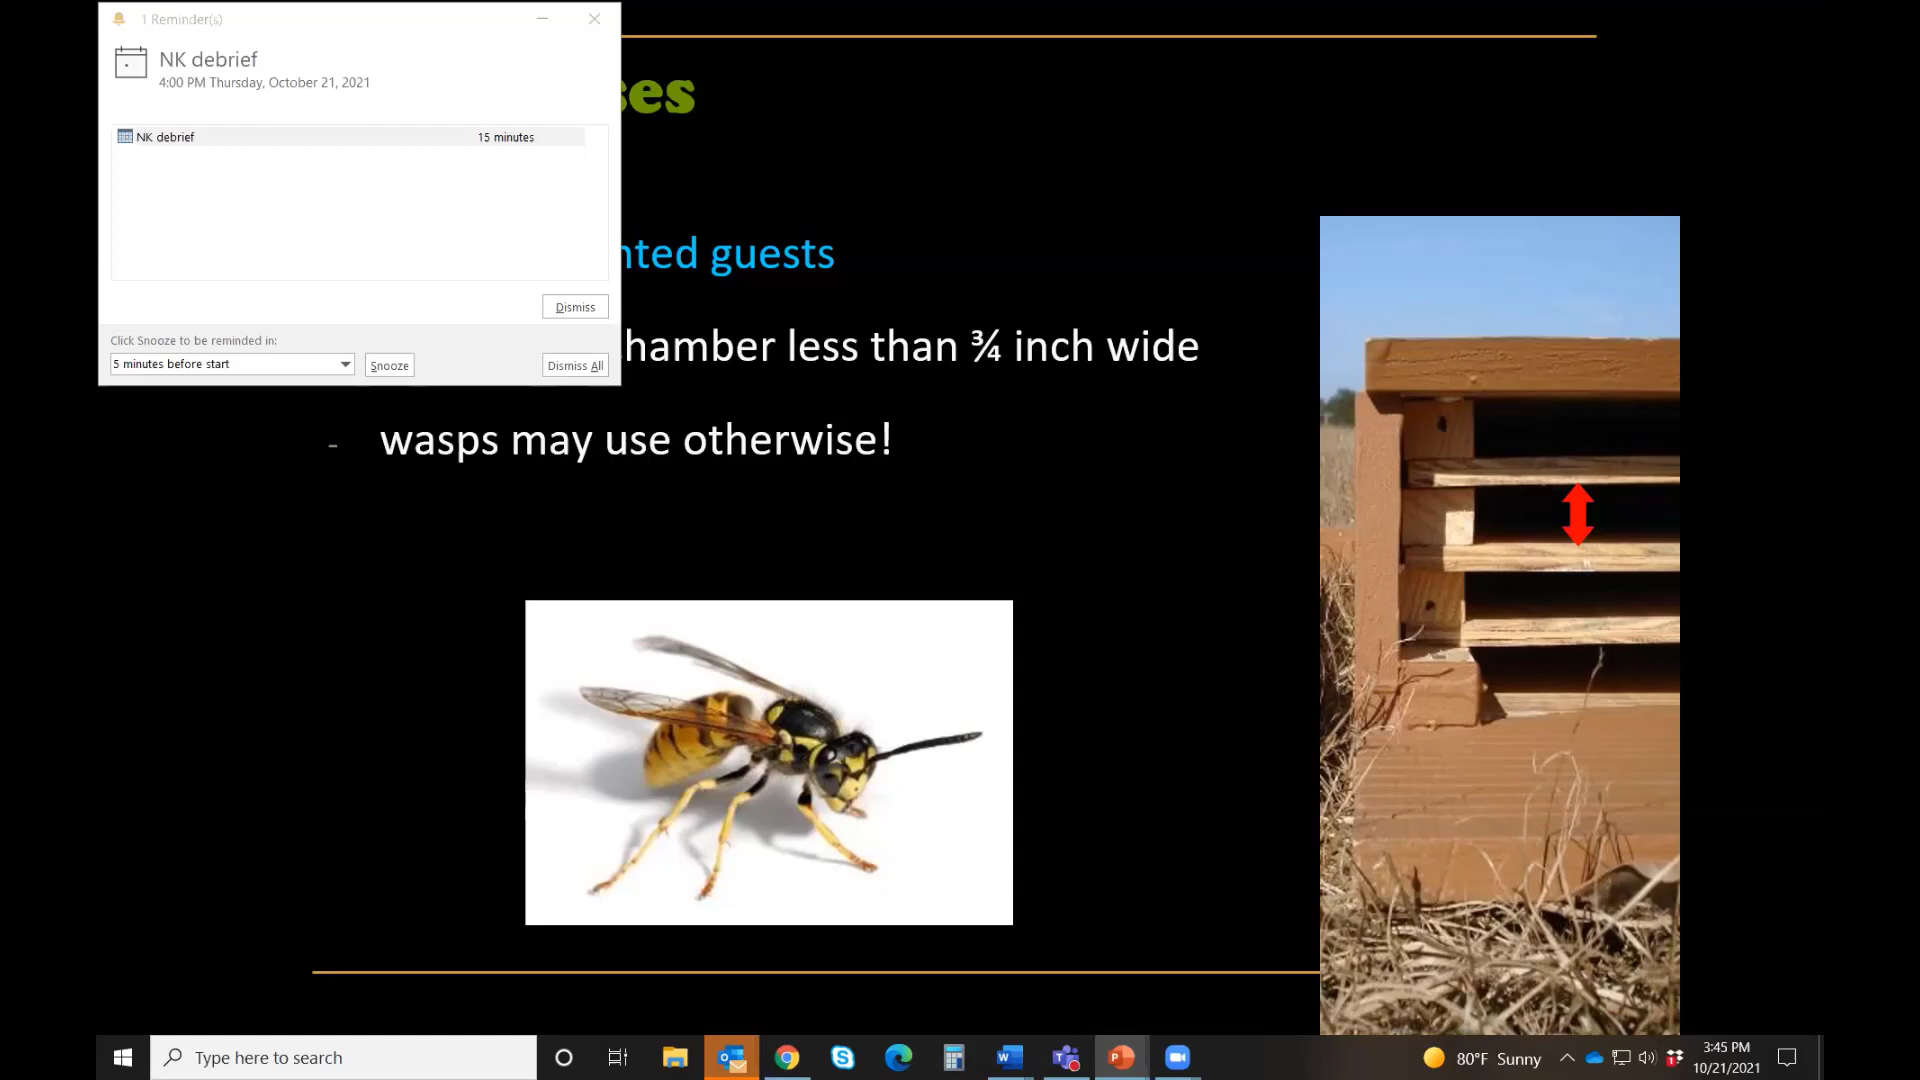 1 Reminder(s)
NK debrief
4:00 PM Thursday, October 21, 2021
NK debrief 15 minutes
Dismiss
Click Snooze to be reminded in:
5 minutes before start
Snooze
Dismiss All
ses
nted guests
hamber less than ¾ inch wide
- wasps may use otherwise!
Type here to search
80°F Sunny
3:45 PM
10/21/2021